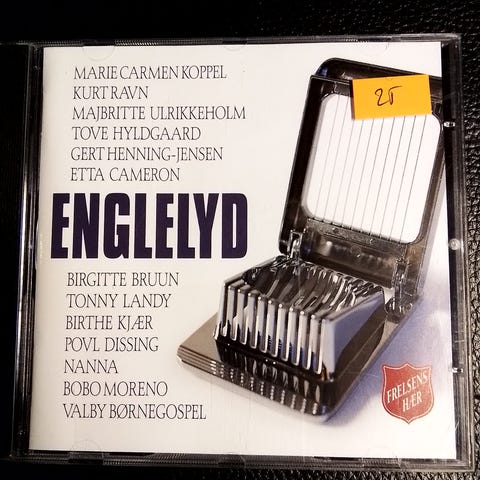 MARIE CARMEN KOPPEL
KURT RAVN
MAJBRITTE ULRIKKEHOLM
TOVE HYLDGAARD
GERT HENNING-JENSEN
ETTA CAMERON
ENGLELYD
BIRGITTE BRUUN
TONNY LANDY
BIRTHE KJÆR
POVL DISSING
NANNA
BOBO MORENO
VALBY BØRNEGOSPEL
25
FRELSENS
HÆR